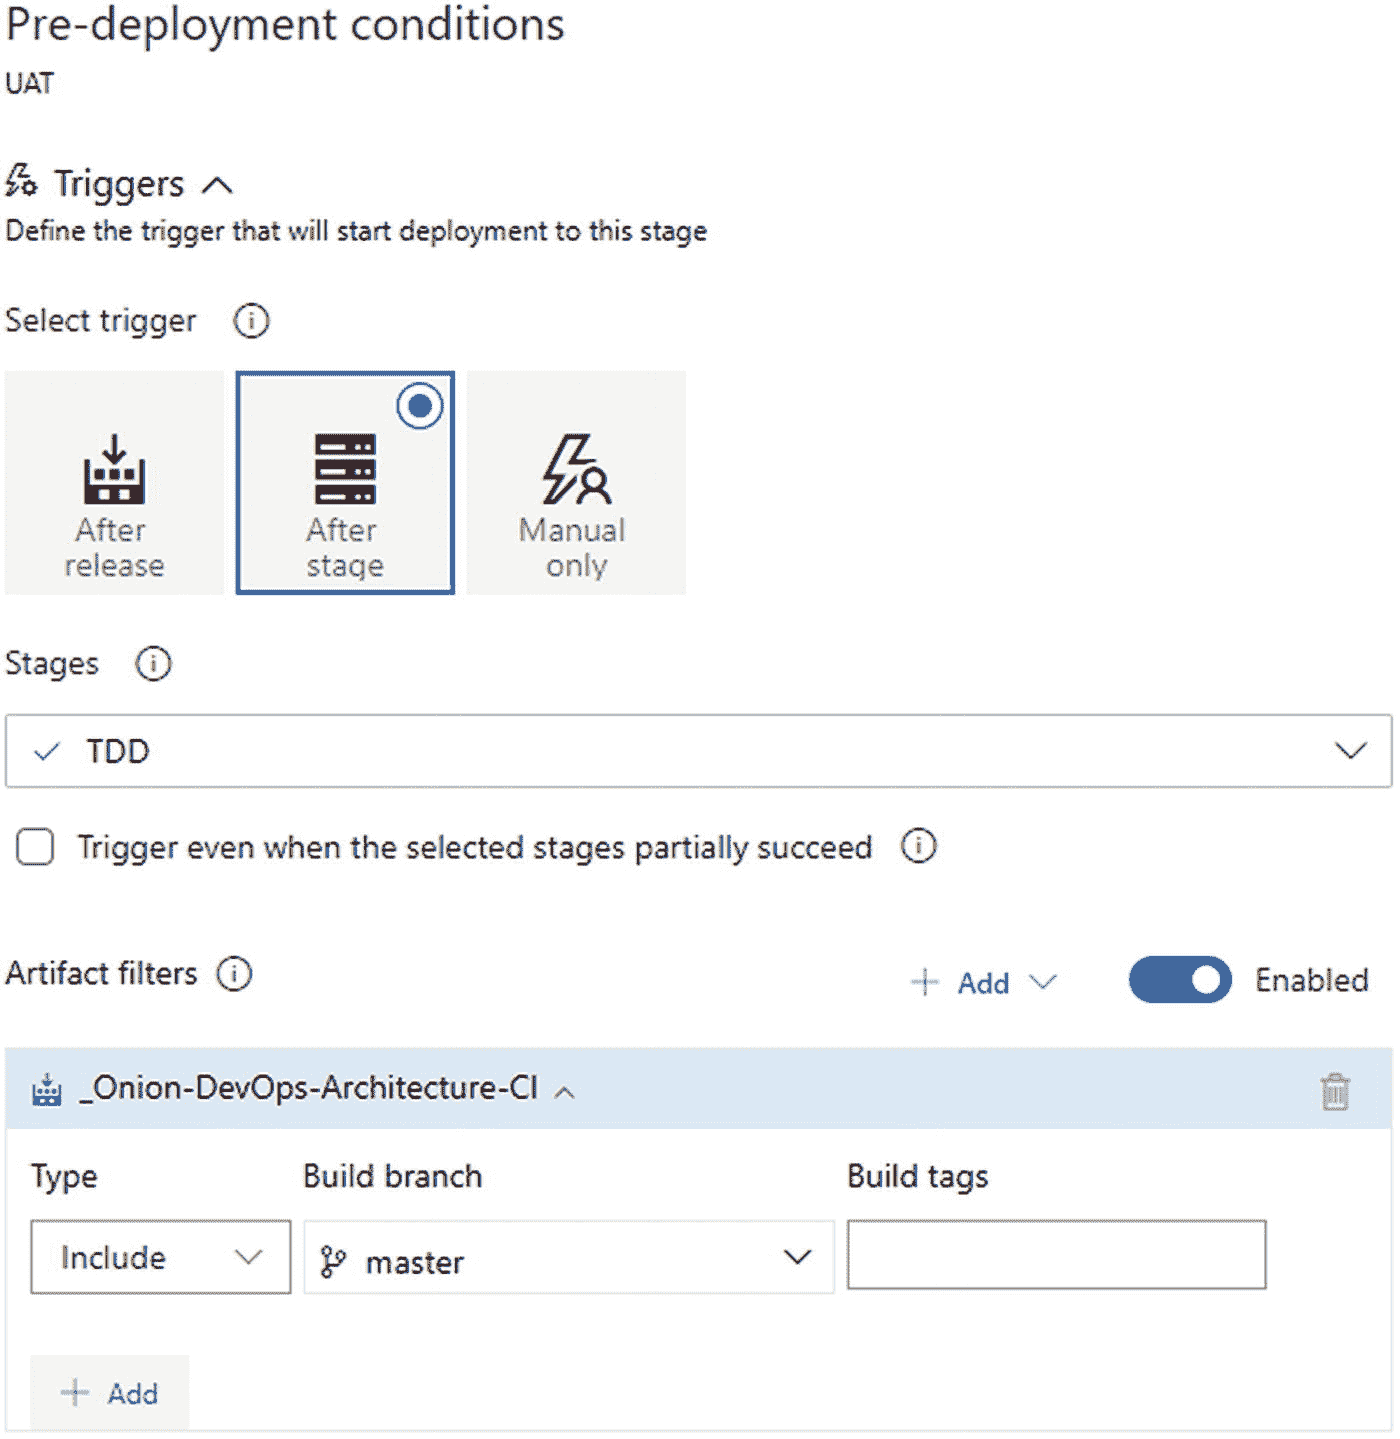 Pre-deployment conditions
UAT
Triggers
Define the trigger that will start deployment to this stage
Select trigger
After
release
After
stage
Manual
only
Stages
TDD
Trigger even when the selected stages partially succeed
Artifact filters
Add
Enabled
_Onion-DevOps-Architecture-CI
Type
Build branch
Build tags
Include
master
Add